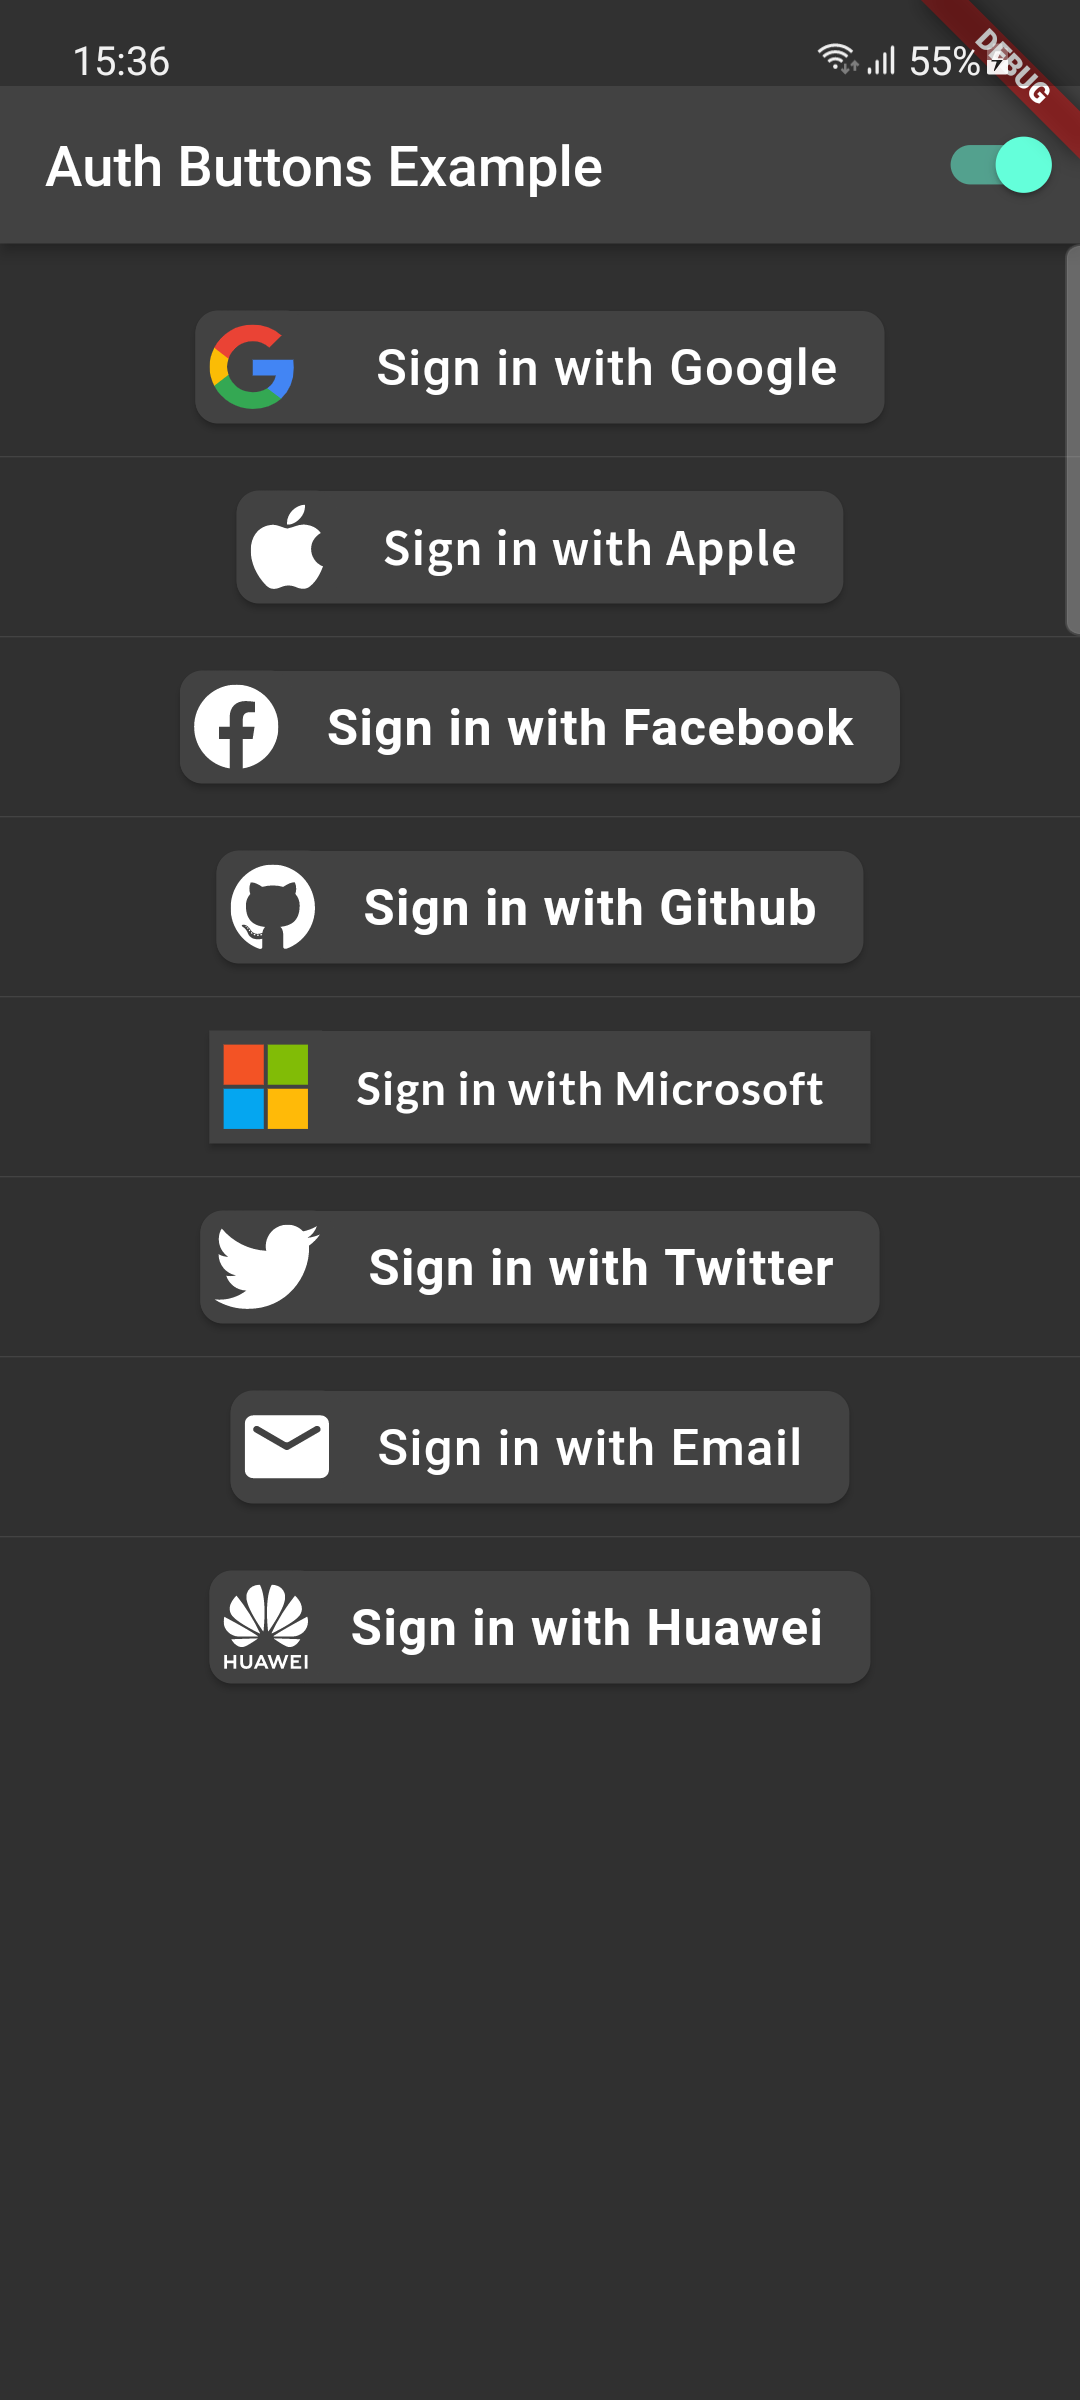 15:36
55%
DEBUG
Auth Buttons Example
Sign in with Google
Sign in with Apple
Sign in with Facebook
Sign in with Github
Sign in with Microsoft
Sign in with Twitter
Sign in with Email
HUAWEI
Sign in with Huawei